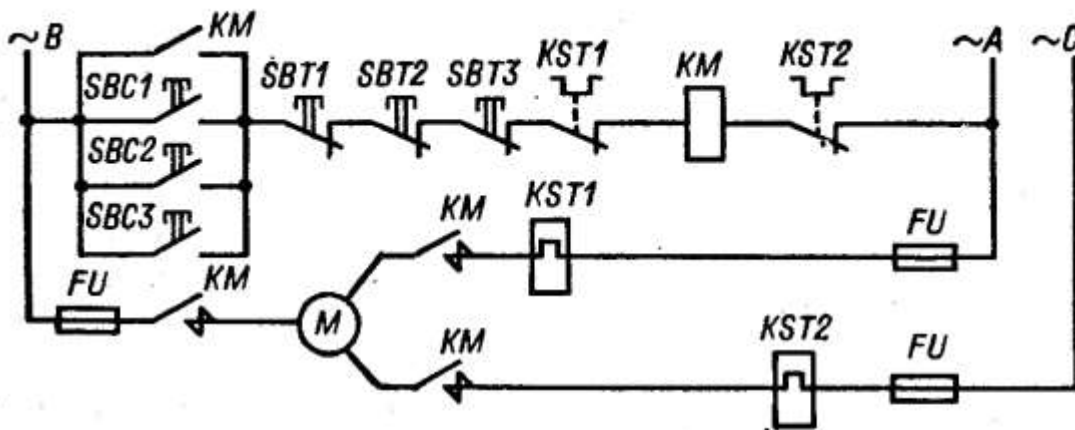 ~B
KM
SBC1
SBT1
SBT2
SBT3
KST1
KM
KST2
~A
~C
SBC2
SBC3
KST1
KM
FU
FU
KM
M
KM
KST2
FU